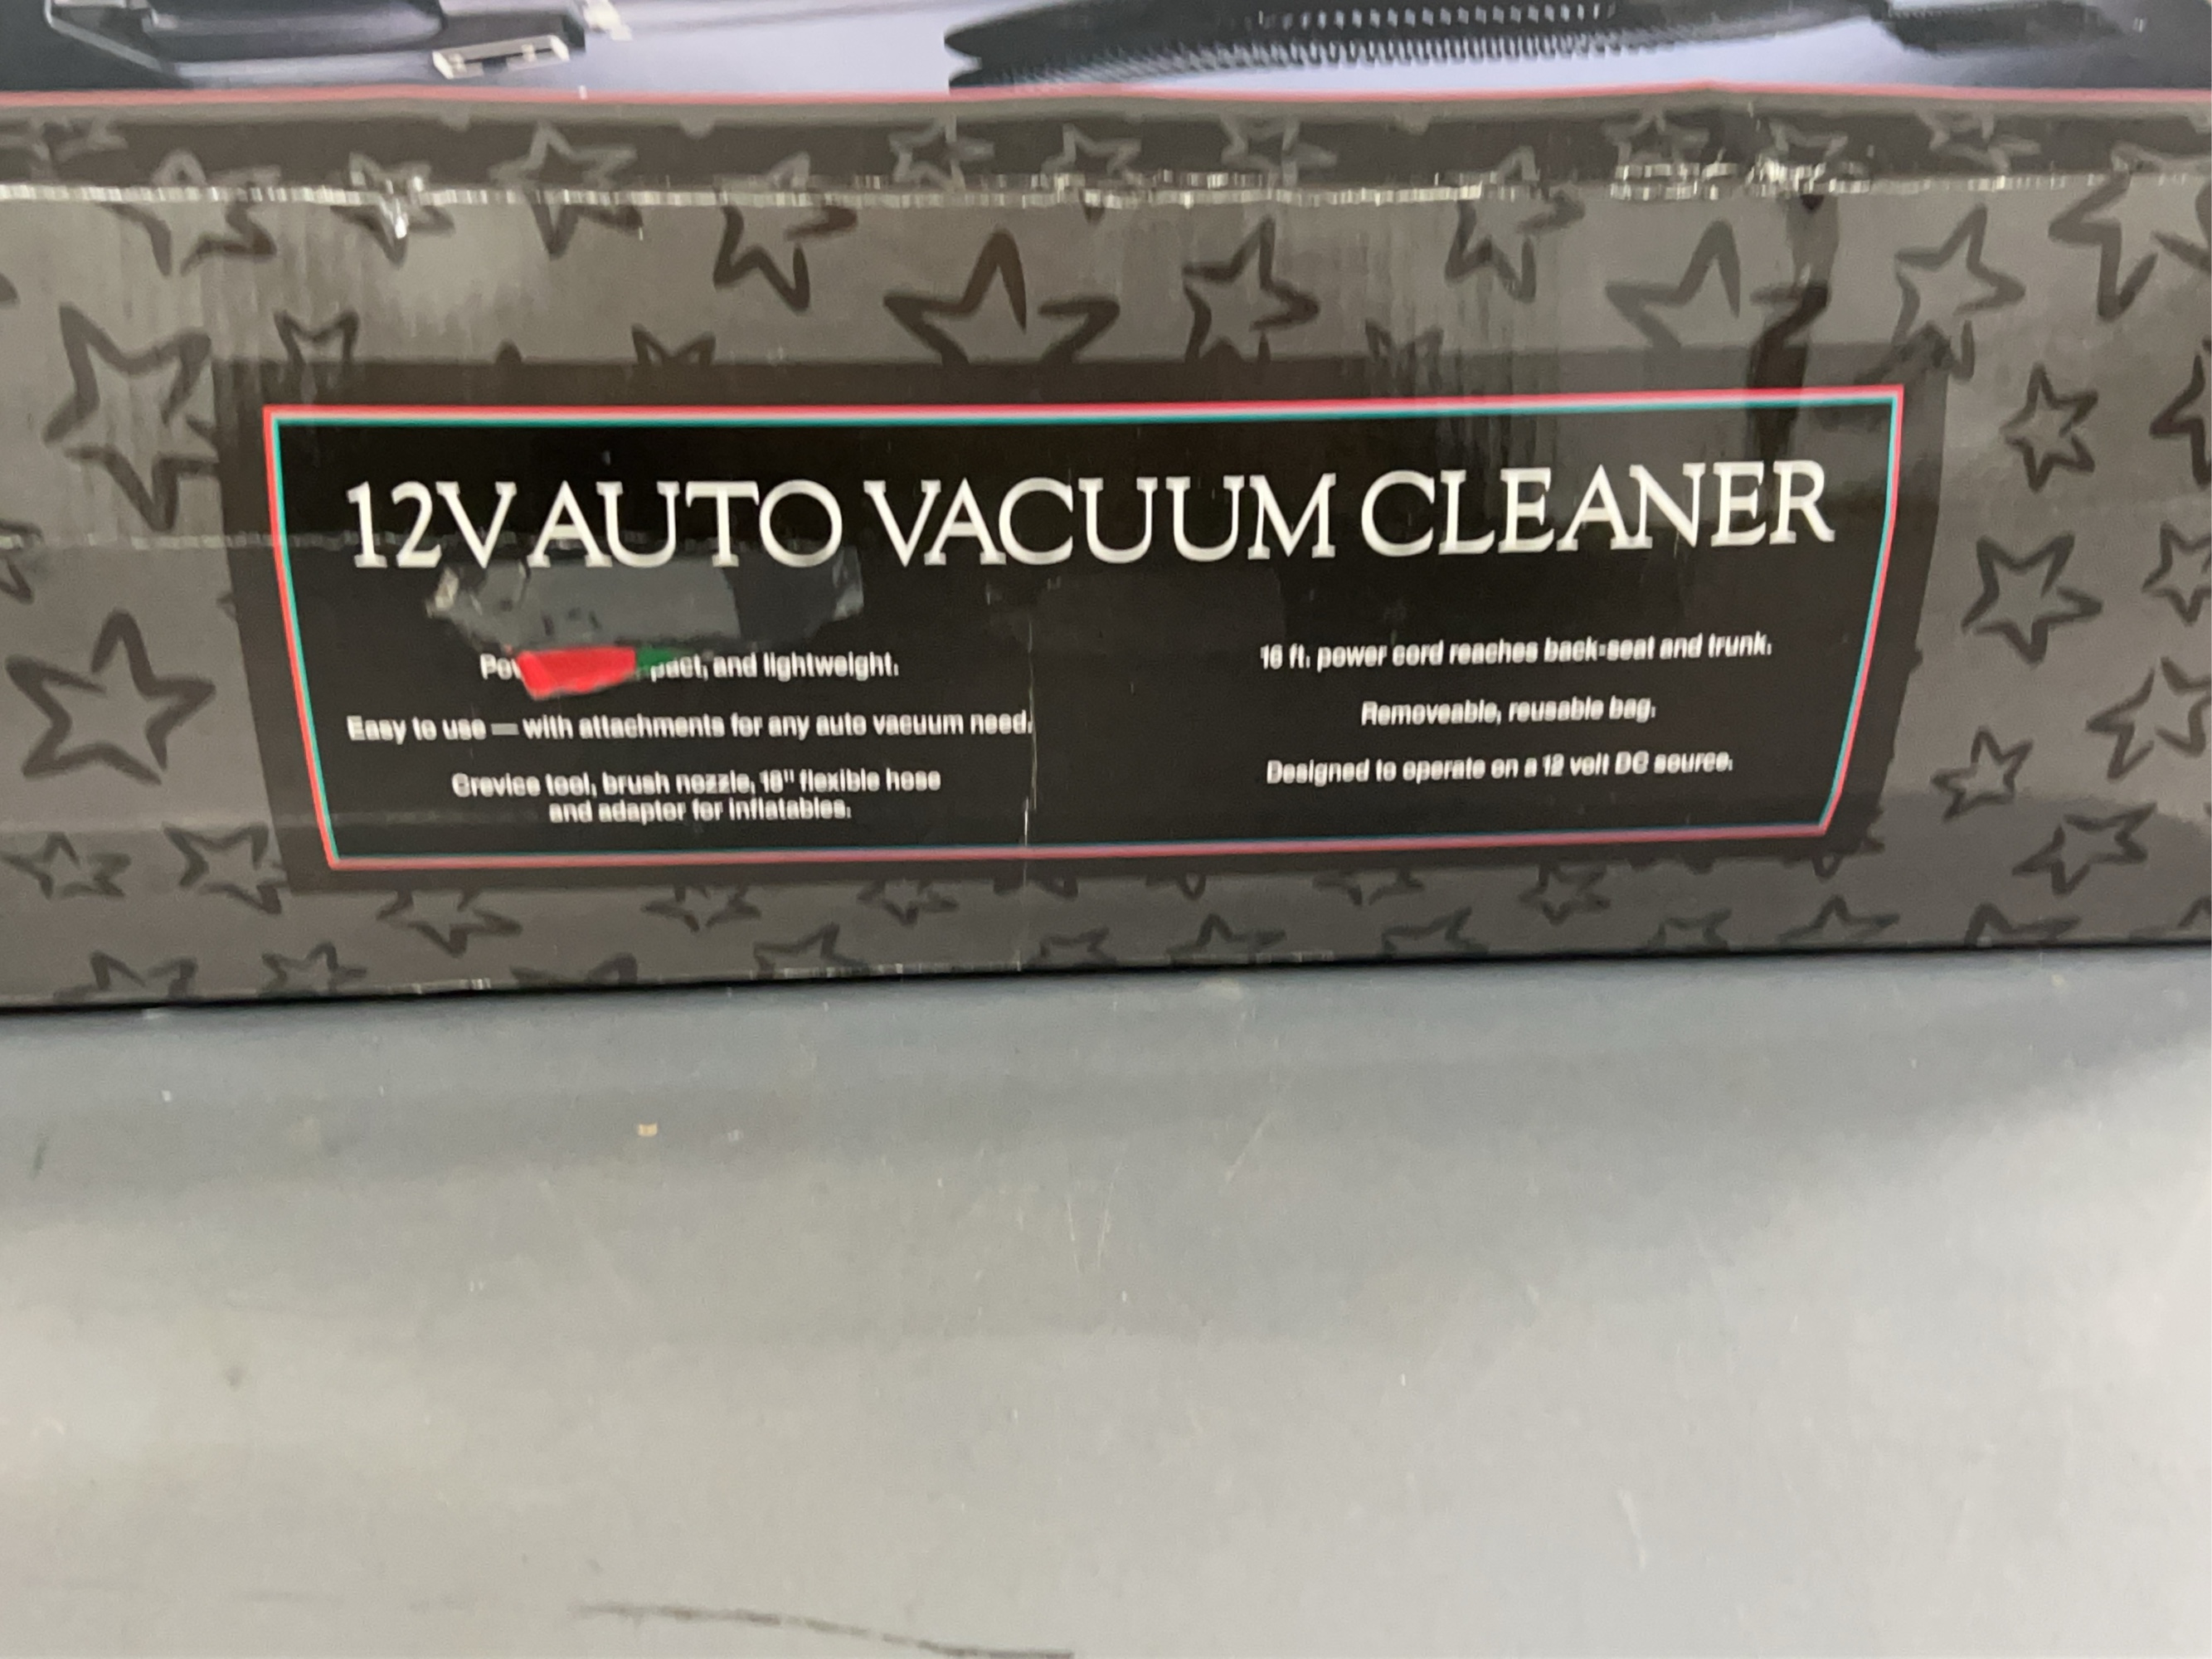 12V AUTO VACUUM CLEANER
and lightweight.
Easy to use — with attachments for any auto vacuum need.
Crevice tool, brush nozzle, 18" flexible hose
and adaptor for inflatables.
16 ft. power cord reaches back-seat and trunk.
Removeable, reusable bag.
Designed to operate on a 12 volt DC source.